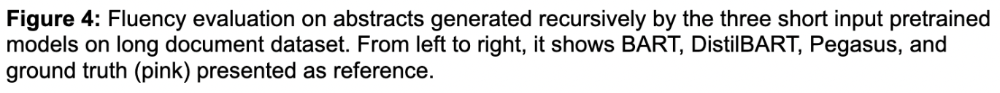 Figure 4: Fluency evaluation on abstracts generated recursively by the three short input pretrained
models on long document dataset. From left to right, it shows BART, DistilBART, Pegasus, and
ground truth (pink) presented as reference.